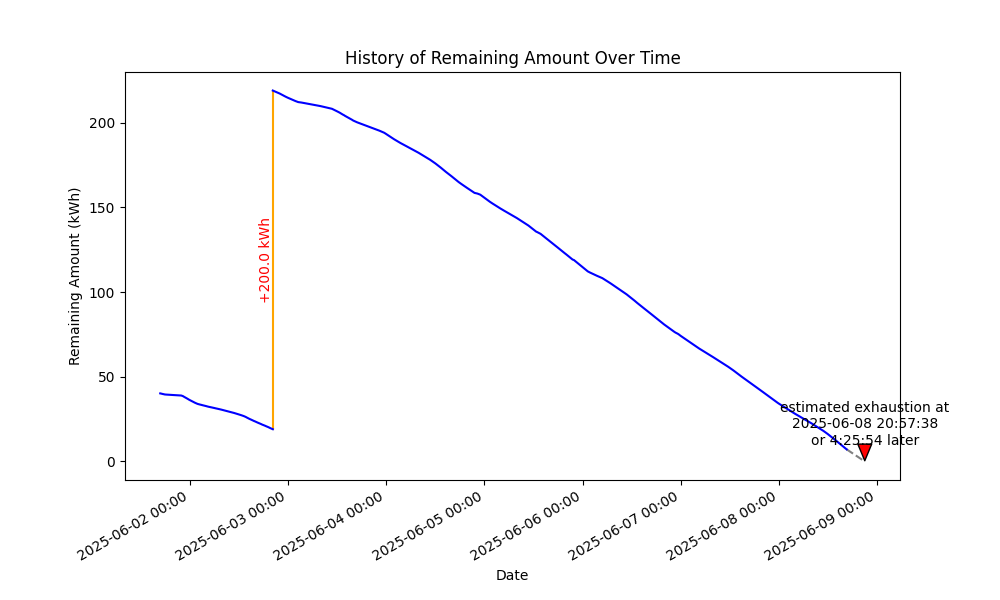 History of Remaining Amount Over Time
Remaining Amount (kWh)
200
150
100
50
0
+200.0 kWh
estimated exhaustion at
2025-06-08 20:57:38
or 4:25:54 later
2025-06-02 00:00
2025-06-03 00:00
2025-06-04 00:00
2025-06-05 00:00
2025-06-06 00:00
2025-06-07 00:00
2025-06-08 00:00
2025-06-09 00:00
Date